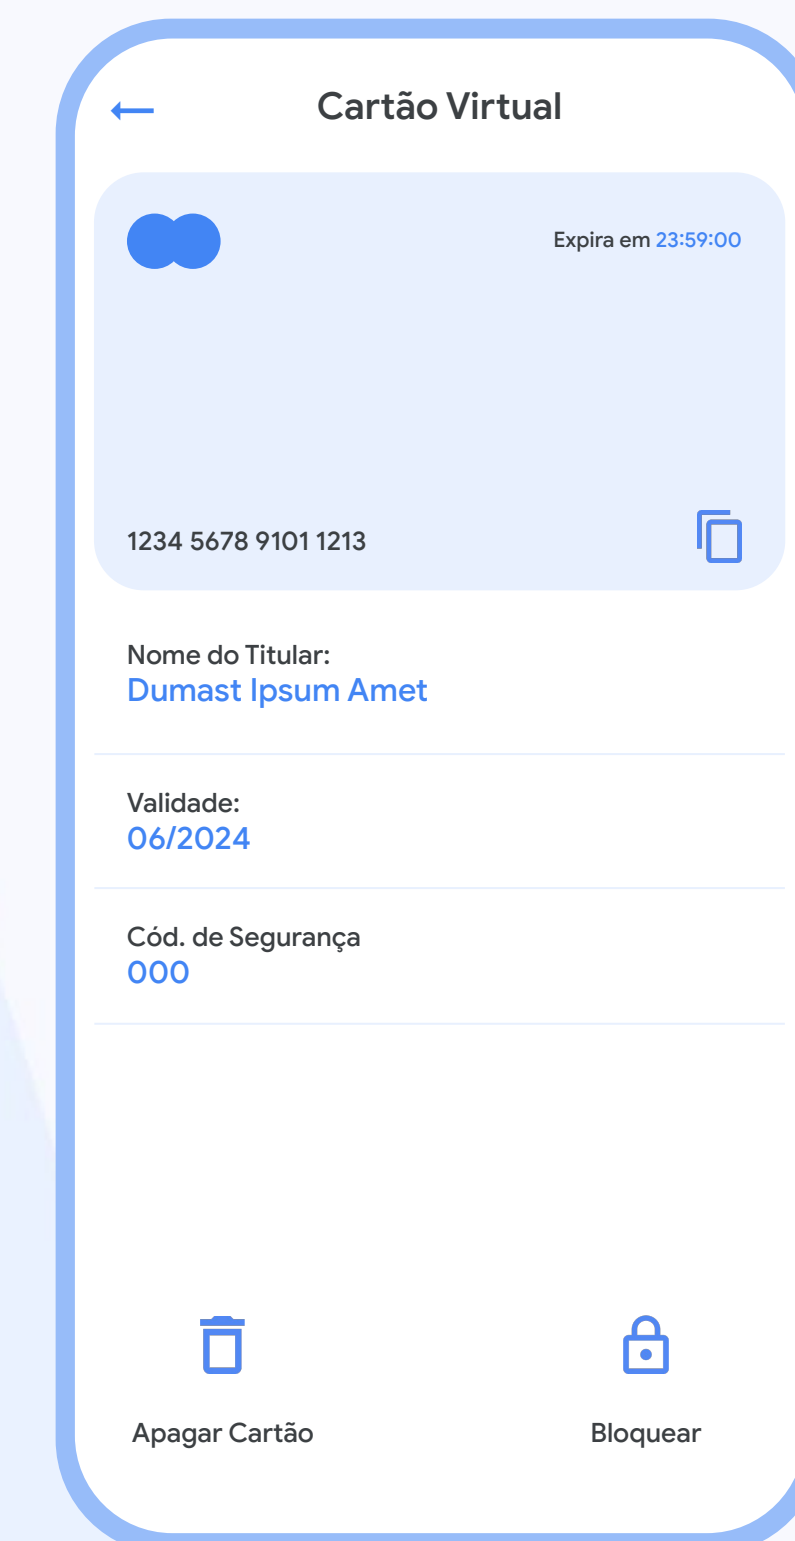 Cartão Virtual
Expira em 23:59:00
1234 5678 9101 1213
Nome do Titular:
Dumast Ipsum Amet
Validade:
06/2024
Cód. de Segurança
000
Apagar Cartão
Bloquear